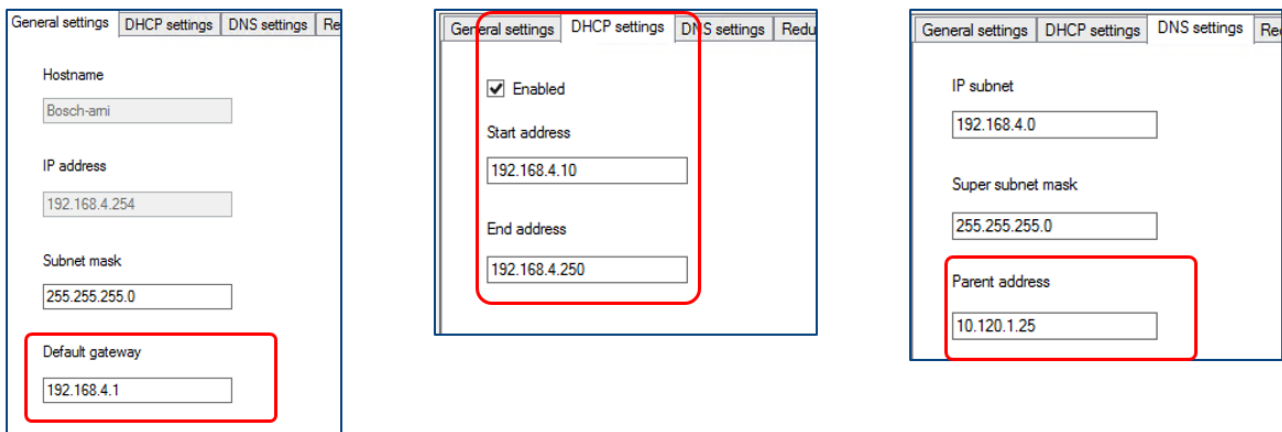 General settings DHCP settings DNS settings Re
Hostname
Bosch-ami
IP address
192.168.4.254
Subnet mask
255.255.255.0
Default gateway
192.168.4.1
General settings DHCP settings DNS settings Redu
Enabled
Start address
192.168.4.10
End address
192.168.4.250
General settings DHCP settings DNS settings Rec
IP subnet
192.168.4.0
Super subnet mask
255.255.255.0
Parent address
10.120.1.25